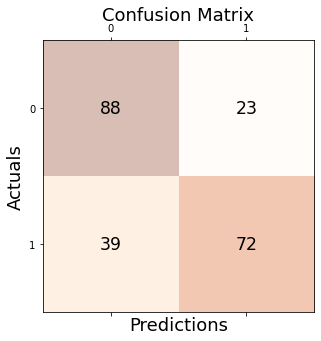 Confusion Matrix
0 1
0 88 23
Actuals
1 39 72
Predictions